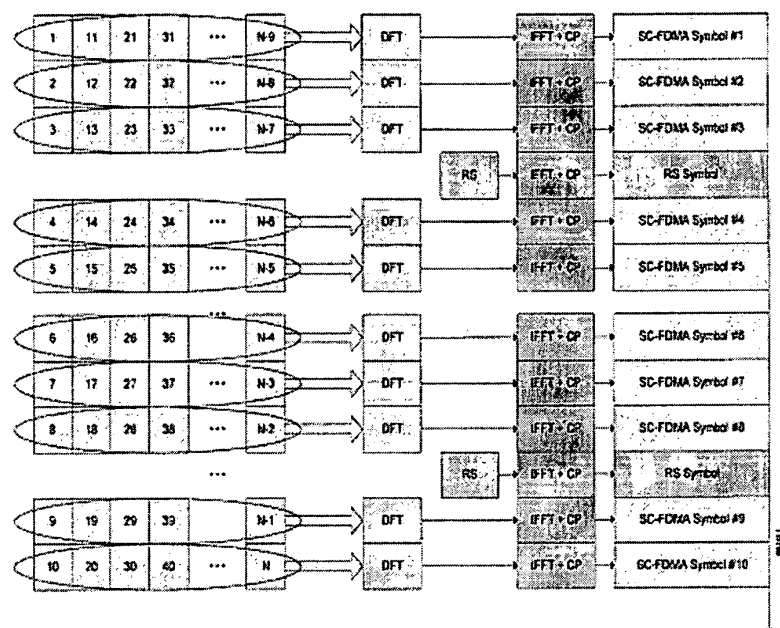 1 11 21 31 ... N-9 DFT IFFT + CP SC-FDMA Symbol #1
2 12 22 32 ... N-8 DFT IFFT + CP SC-FDMA Symbol #2
3 13 23 33 ... N-7 DFT IFFT + CP SC-FDMA Symbol #3
RS IFFT + CP RS Symbol
4 14 24 34 ... N-6 DFT IFFT + CP SC-FDMA Symbol #4
5 15 25 35 ... N-5 DFT IFFT + CP SC-FDMA Symbol #5
...
6 16 26 36 ... N-4 DFT IFFT + CP SC-FDMA Symbol #6
7 17 27 37 ... N-3 DFT IFFT + CP SC-FDMA Symbol #7
8 18 28 38 ... N-2 DFT IFFT + CP SC-FDMA Symbol #8
... RS IFFT + CP RS Symbol
9 19 29 39 ... N-1 DFT IFFT + CP SC-FDMA Symbol #9
10 20 30 40 ... N DFT IFFT + CP SC-FDMA Symbol #10